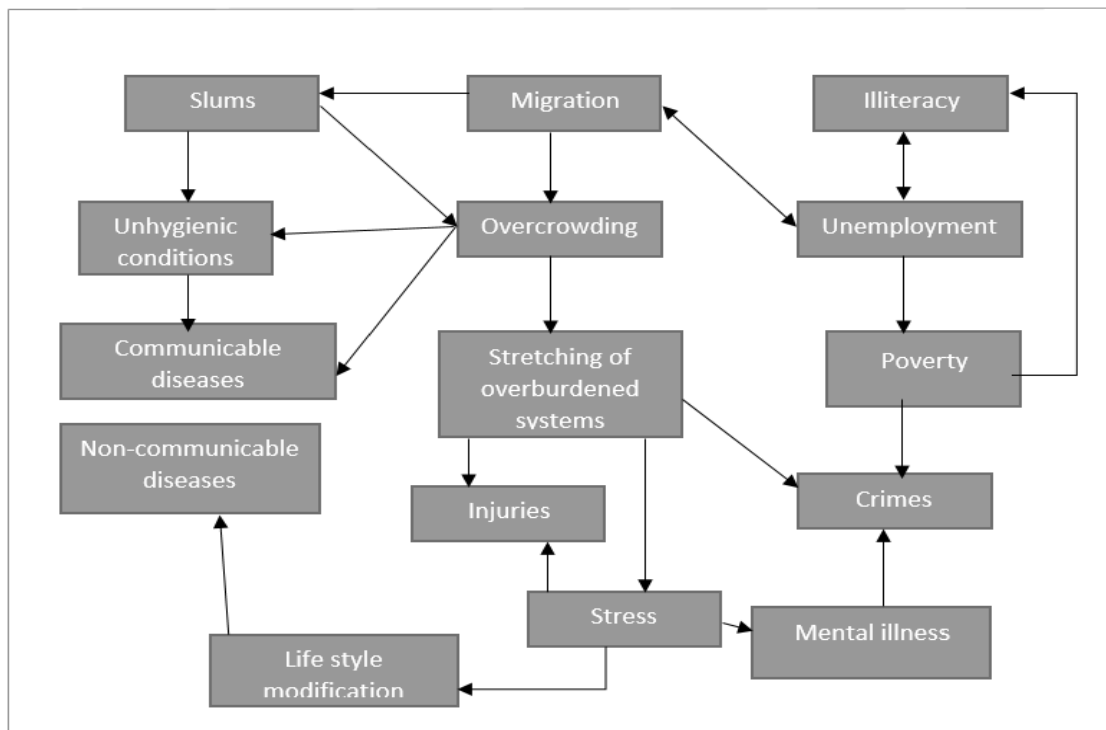 Slums
Migration
Illiteracy
Unhygienic
conditions
Overcrowding
Unemployment
Communicable
diseases
Stretching of
overburdened
systems
Poverty
Non-communicable
diseases
Injuries
Crimes
Stress
Mental illness
Life style
modification